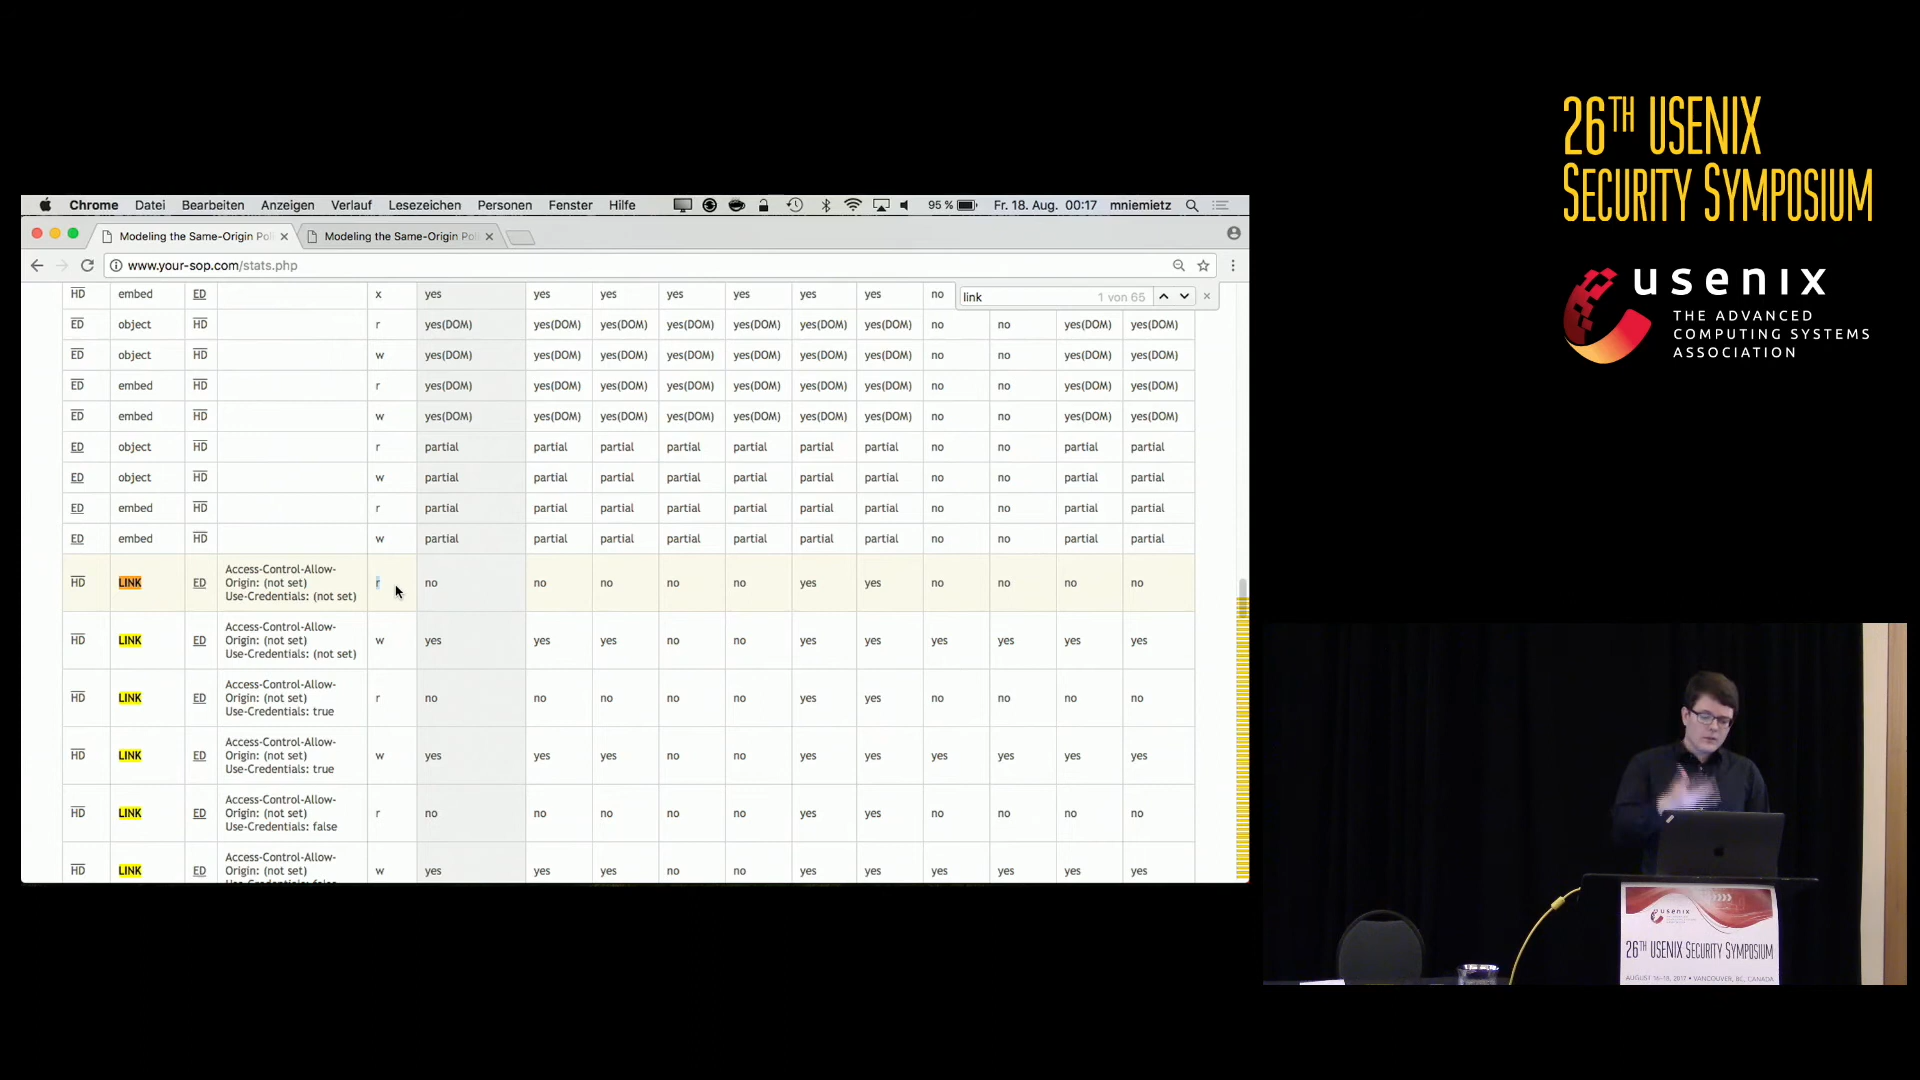 26TH USENIX
SECURITY SYMPOSIUM
usenix
THE ADVANCED
COMPUTING SYSTEMS
ASSOCIATION
Chrome Datei Bearbeiten Anzeigen Verlauf Lesezeichen Personen Fenster Hilfe 95 % Fr. 18. Aug. 00:17 mniemietz
Modeling the Same-Origin Poli Modeling the Same-Origin Poli
www.your-sop.com/stats.php
link 1 von 65
HD embed ED x yes yes yes yes yes yes yes no
ED object HD r yes(DOM) yes(DOM) yes(DOM) yes(DOM) yes(DOM) yes(DOM) yes(DOM) no no yes(DOM) yes(DOM)
ED object HD w yes(DOM) yes(DOM) yes(DOM) yes(DOM) yes(DOM) yes(DOM) yes(DOM) no no yes(DOM) yes(DOM)
ED embed HD r yes(DOM) yes(DOM) yes(DOM) yes(DOM) yes(DOM) yes(DOM) yes(DOM) no no yes(DOM) yes(DOM)
ED embed HD w yes(DOM) yes(DOM) yes(DOM) yes(DOM) yes(DOM) yes(DOM) yes(DOM) no no yes(DOM) yes(DOM)
ED object HD r partial partial partial partial partial partial partial no no partial partial
ED object HD w partial partial partial partial partial partial partial no no partial partial
ED embed HD r partial partial partial partial partial partial partial no no partial partial
ED embed HD w partial partial partial partial partial partial partial no no partial partial
Access-Control-Allow-
HD LINK ED Origin: (not set) r no no no no no yes yes no no no no
Use-Credentials: (not set)
Access-Control-Allow-
HD LINK ED Origin: (not set) w yes yes yes no no yes yes yes yes yes yes
Use-Credentials: (not set)
Access-Control-Allow-
HD LINK ED Origin: (not set) r no no no no no yes yes no no no no
Use-Credentials: true
Access-Control-Allow-
HD LINK ED Origin: (not set) w yes yes yes no no yes yes yes yes yes yes
Use-Credentials: true
Access-Control-Allow-
HD LINK ED Origin: (not set) r no no no no no yes yes no no no no
Use-Credentials: false
Access-Control-Allow-
HD LINK ED Origin: (not set) w yes yes yes no no yes yes yes yes yes yes
usenix
26TH USENIX SECURITY SYMPOSIUM
AUGUST 16–18, 2017 • VANCOUVER, BC, CANADA